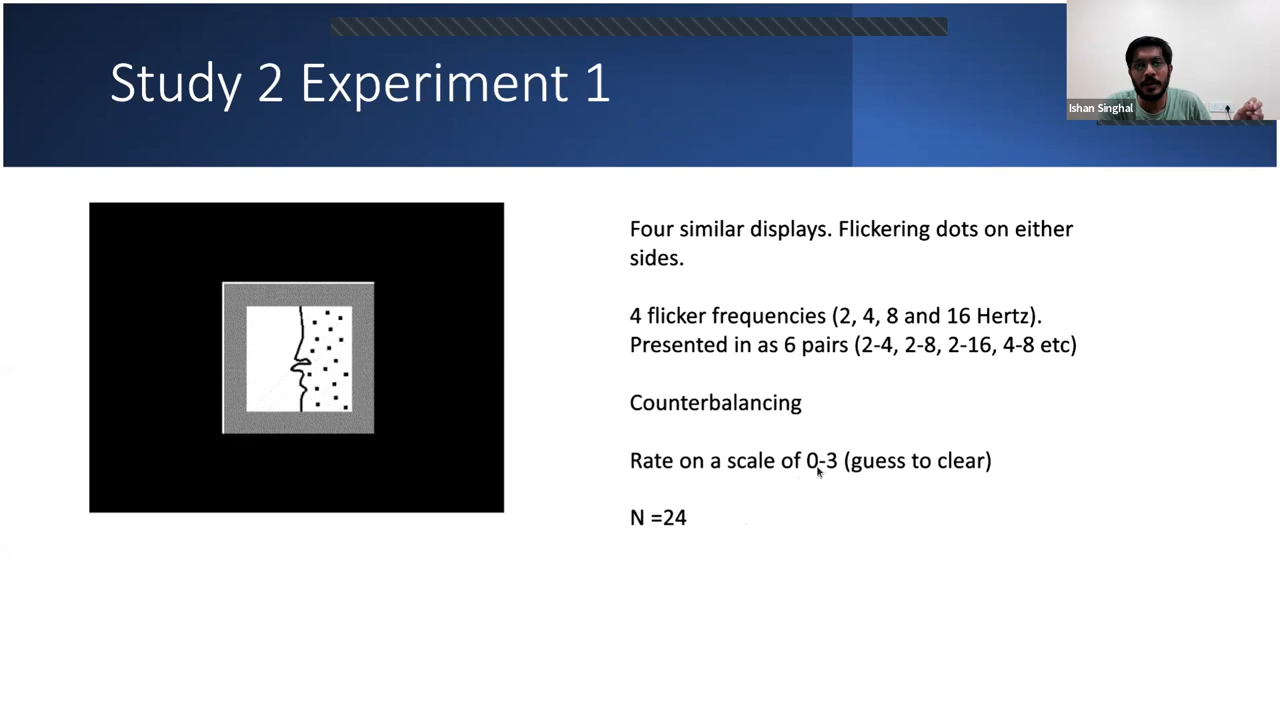 Study 2 Experiment 1
Ishan Singhal
Four similar displays. Flickering dots on either
sides.
4 flicker frequencies (2, 4, 8 and 16 Hertz).
Presented in as 6 pairs (2-4, 2-8, 2-16, 4-8 etc)
Counterbalancing
Rate on a scale of 0-3 (guess to clear)
N =24